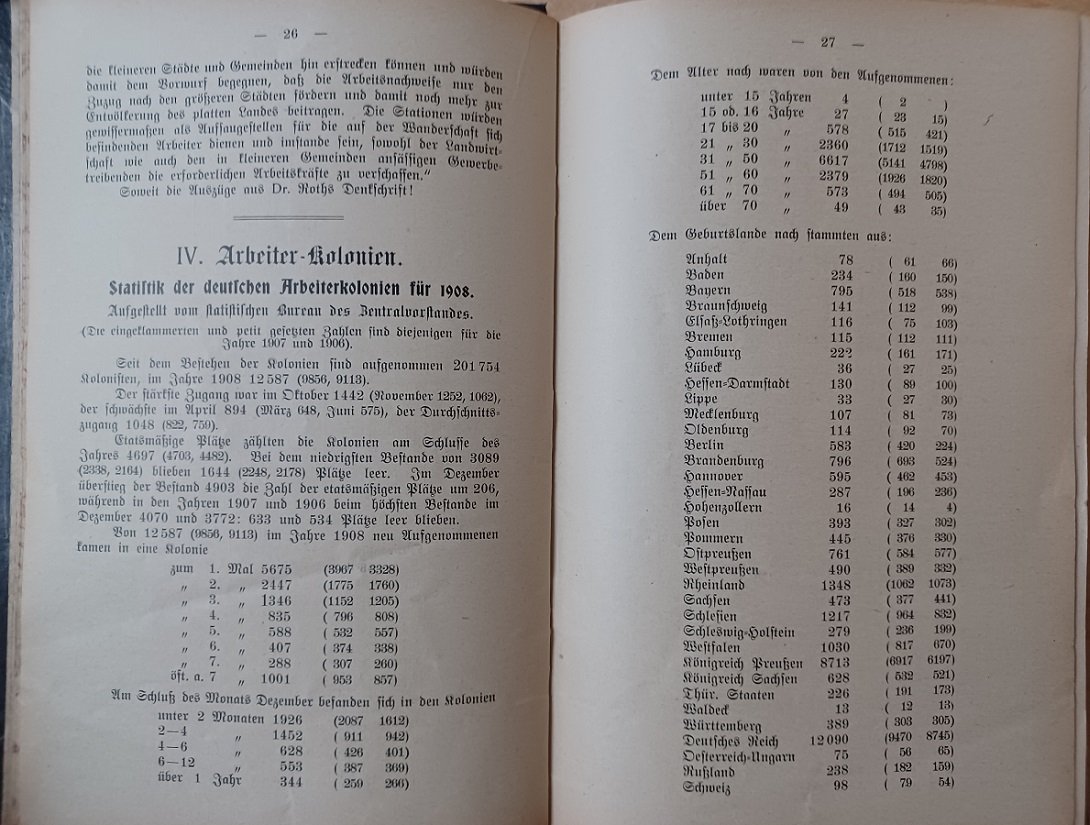 — 26 —
die kleineren Städte und Gemeinden hin erstrecken können und würden
damit dem Vorwurf begegnen, daß die Arbeitsnachweise nur den
Zuzug nach den größeren Städten fördern und damit noch mehr zur
Entvölkerung des platten Landes beitragen. Die Stationen würden
gewissermaßen als Aufsaugestellen für die auf der Wanderschaft sich
befindenden Arbeiter dienen und imstande sein, sowohl der Landwirt-
schaft wie auch den in kleineren Gemeinden ansässigen Gewerbe-
treibenden die erforderlichen Arbeitskräfte zu verschaffen.“
Soweit die Auszüge aus Dr. Roths Denkschrift!
IV. Arbeiter-Kolonien.
Statistik der deutschen Arbeiterkolonien für 1908.
Aufgestellt vom statistischen Bureau des Zentralvorstandes.
(Die eingeklammerten und petit gesetzten Zahlen sind diejenigen für die
Jahre 1907 und 1906).
Seit dem Bestehen der Kolonien sind aufgenommen 201 754
Kolonisten, im Jahre 1908 12 587 (9856, 9113).
Der stärkste Zugang war im Oktober 1442 (November 1252, 1062),
der schwächste im April 894 (März 648, Juni 575), der Durchschnitts-
zugang 1048 (822, 759).
Etatsmäßige Plätze zählten die Kolonien am Schlusse des
Jahres 4697 (4703, 4482). Bei dem niedrigsten Bestande von 3089
(2338, 2164) blieben 1644 (2248, 2178) Plätze leer. Im Dezember
überstieg der Bestand 4903 die Zahl der etatsmäßigen Plätze um 206,
während in den Jahren 1907 und 1906 beim höchsten Bestande im
Dezember 4070 und 3772: 633 und 534 Plätze leer blieben.
Von 12 587 (9856, 9113) im Jahre 1908 neu Aufgenommenen
kamen in eine Kolonie
zum 1. Mal 5675 (3967 3328)
„ 2. „ 2447 (1775 1760)
„ 3. „ 1346 (1152 1205)
„ 4. „ 835 ( 796 808)
„ 5. „ 588 ( 532 557)
„ 6. „ 407 ( 374 338)
„ 7. „ 288 ( 307 260)
öft. a. 7 „ 1001 ( 953 857)
Am Schluß des Monats Dezember befanden sich in den Kolonien
unter 2 Monaten 1926 (2087 1612)
2—4 „ 1452 ( 911 942)
4—6 „ 628 ( 426 401)
6—12 „ 553 ( 387 369)
über 1 Jahr 344 ( 259 266)
— 27 —
Dem Alter nach waren von den Aufgenommenen:
unter 15 Jahren 4 ( 2 )
15 od. 16 Jahre 27 ( 23 15)
17 bis 20 „ 578 ( 515 421)
21 „ 30 „ 2360 (1712 1519)
31 „ 50 „ 6617 (5141 4798)
51 „ 60 „ 2379 (1926 1820)
61 „ 70 „ 573 ( 494 505)
über 70 „ 49 ( 43 35)
Dem Geburtslande nach stammten aus:
Anhalt 78 ( 61 66)
Baden 234 ( 160 150)
Bayern 795 ( 518 538)
Braunschweig 141 ( 112 99)
Elsaß-Lothringen 116 ( 75 103)
Bremen 115 ( 112 111)
Hamburg 222 ( 161 171)
Lübeck 36 ( 27 25)
Hessen-Darmstadt 130 ( 89 100)
Lippe 33 ( 27 30)
Mecklenburg 107 ( 81 73)
Oldenburg 114 ( 92 70)
Berlin 583 ( 420 224)
Brandenburg 796 ( 693 524)
Hannover 595 ( 462 453)
Hessen-Nassau 287 ( 196 236)
Hohenzollern 16 ( 14 4)
Posen 393 ( 327 302)
Pommern 445 ( 376 330)
Ostpreußen 761 ( 584 577)
Westpreußen 490 ( 389 332)
Rheinland 1348 (1062 1073)
Sachsen 473 ( 377 441)
Schlesien 1217 ( 964 832)
Schleswig-Holstein 279 ( 236 199)
Westfalen 1030 ( 817 670)
Königreich Preußen 8713 (6917 6197)
Königreich Sachsen 628 ( 532 521)
Thür. Staaten 226 ( 191 173)
Waldeck 13 ( 12 13)
Württemberg 389 ( 303 305)
Deutsches Reich 12 090 (9470 8745)
Oesterreich-Ungarn 75 ( 56 65)
Rußland 238 ( 182 159)
Schweiz 98 ( 79 54)